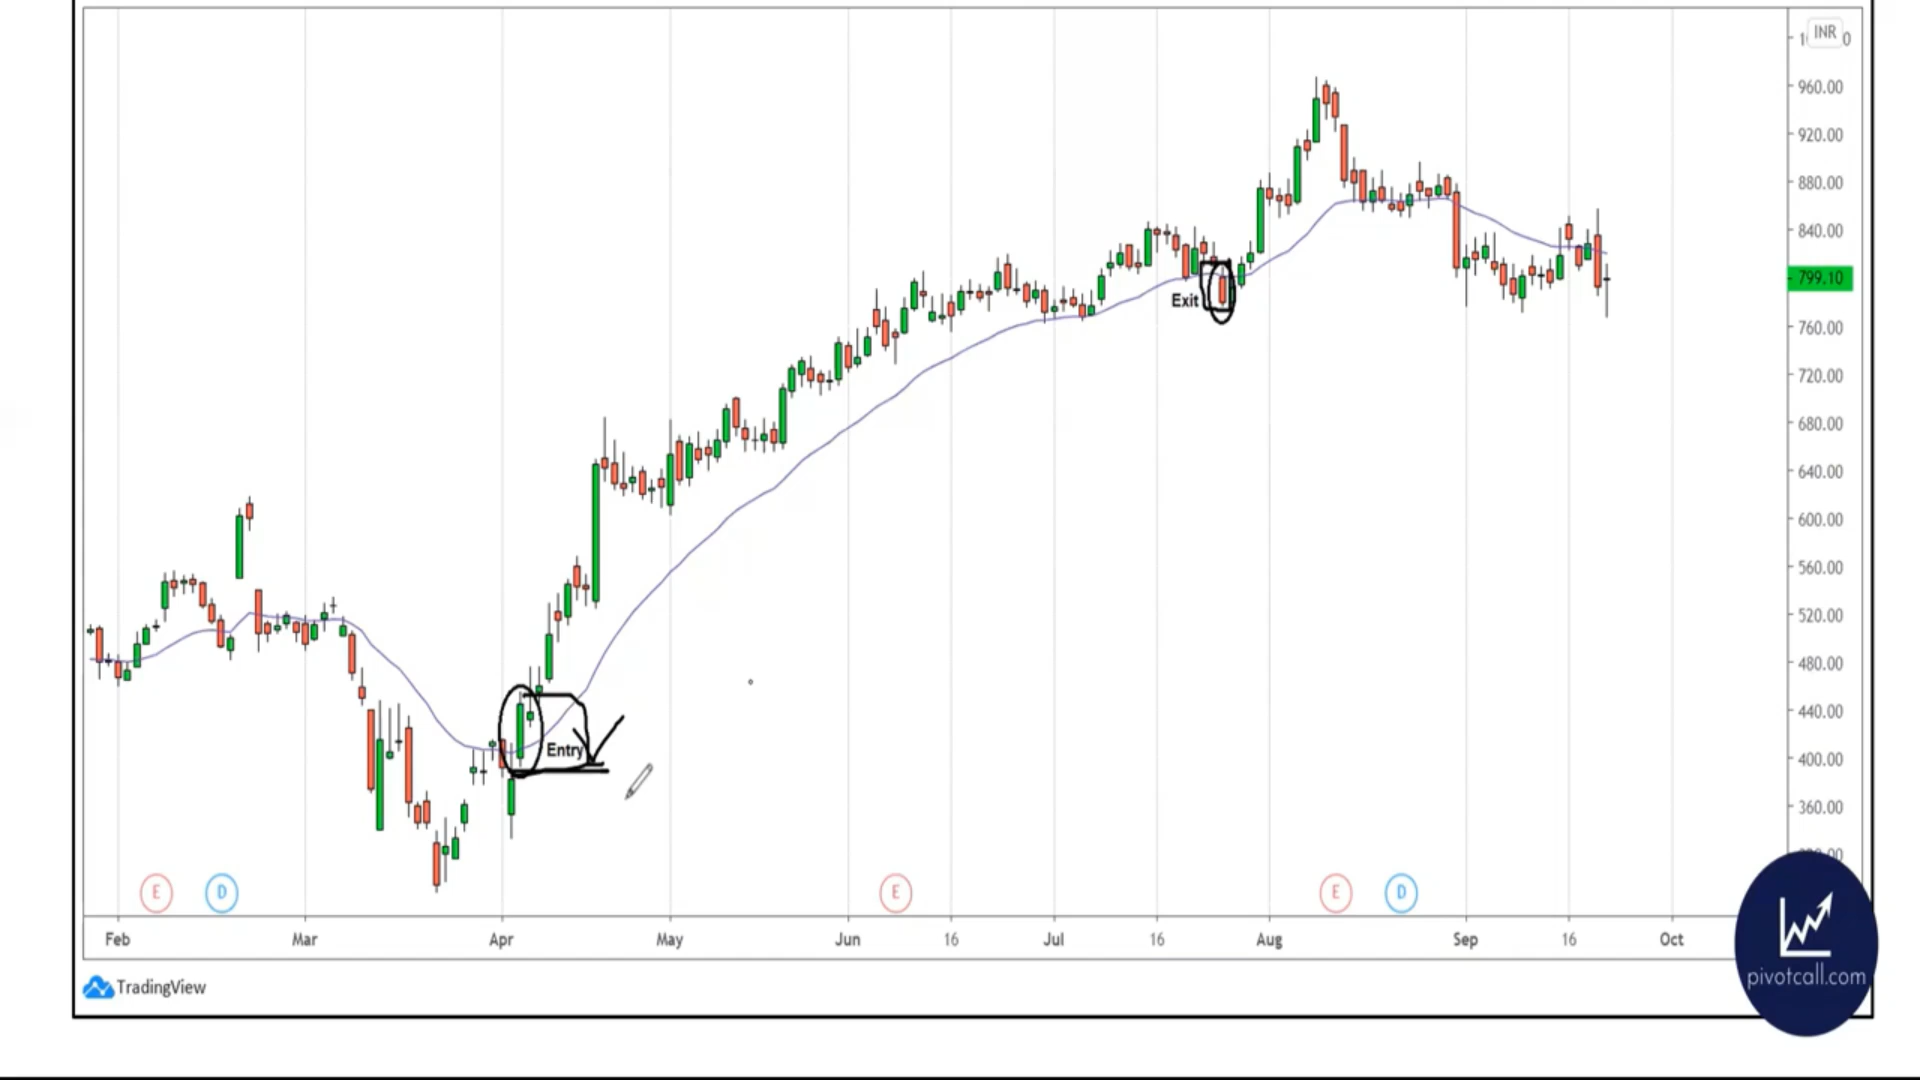 INR
960.00
920.00
880.00
840.00
799.10
760.00
720.00
680.00
640.00
600.00
560.00
520.00
480.00
440.00
400.00
360.00
Exit
Entry
E D E E D
Feb Mar Apr May Jun 16 Jul 16 Aug Sep 16 Oct
TradingView
pivotcall.com